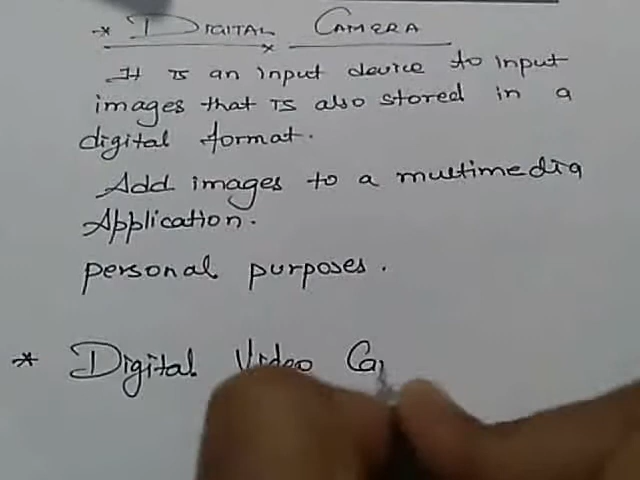 * DIGITAL CAMERA
It is an input device to input
images that is also stored in a
digital format.
Add images to a multimedia
Application.
personal purposes.
* Digital Video